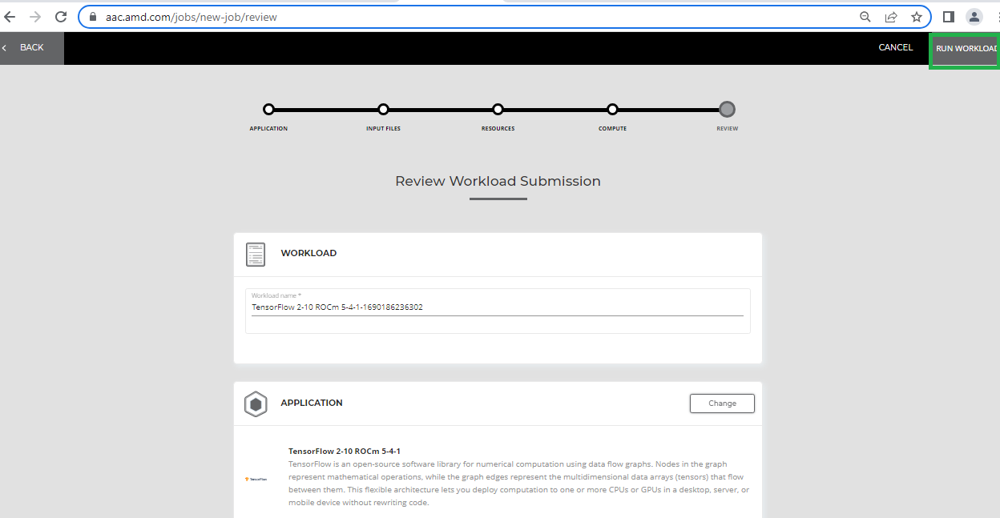 aac.amd.com/jobs/new-job/review
BACK
CANCEL
RUN WORKLOAD
APPLICATION
INPUT FILES
RESOURCES
COMPUTE
REVIEW
Review Workload Submission
WORKLOAD
Workload name *
TensorFlow 2-10 ROCm 5-4-1-1690186236302
APPLICATION
Change
TensorFlow 2-10 ROCm 5-4-1
TensorFlow is an open-source software library for numerical computation using data flow graphs. Nodes in the graph
represent mathematical operations, while the graph edges represent the multidimensional data arrays (tensors) that flow
between them. This flexible architecture lets you deploy computation to one or more CPUs or GPUs in a desktop, server, or
mobile device without rewriting code.
TensorFlow